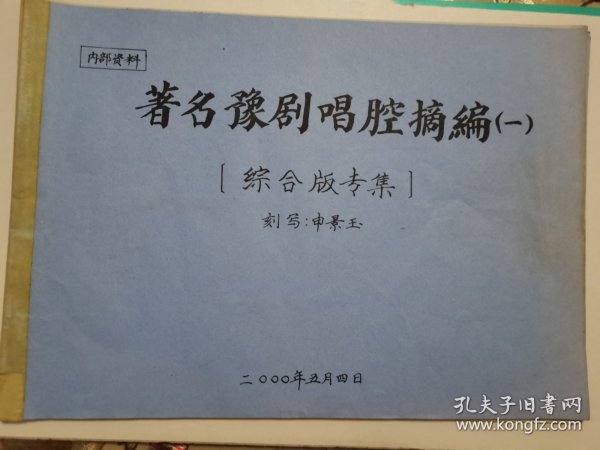 内部资料
著名豫剧唱腔摘编(一)
[综合版专集]
刻写:申景玉
二〇〇〇年五月四日
孔夫子旧书网
www.kongfz.com